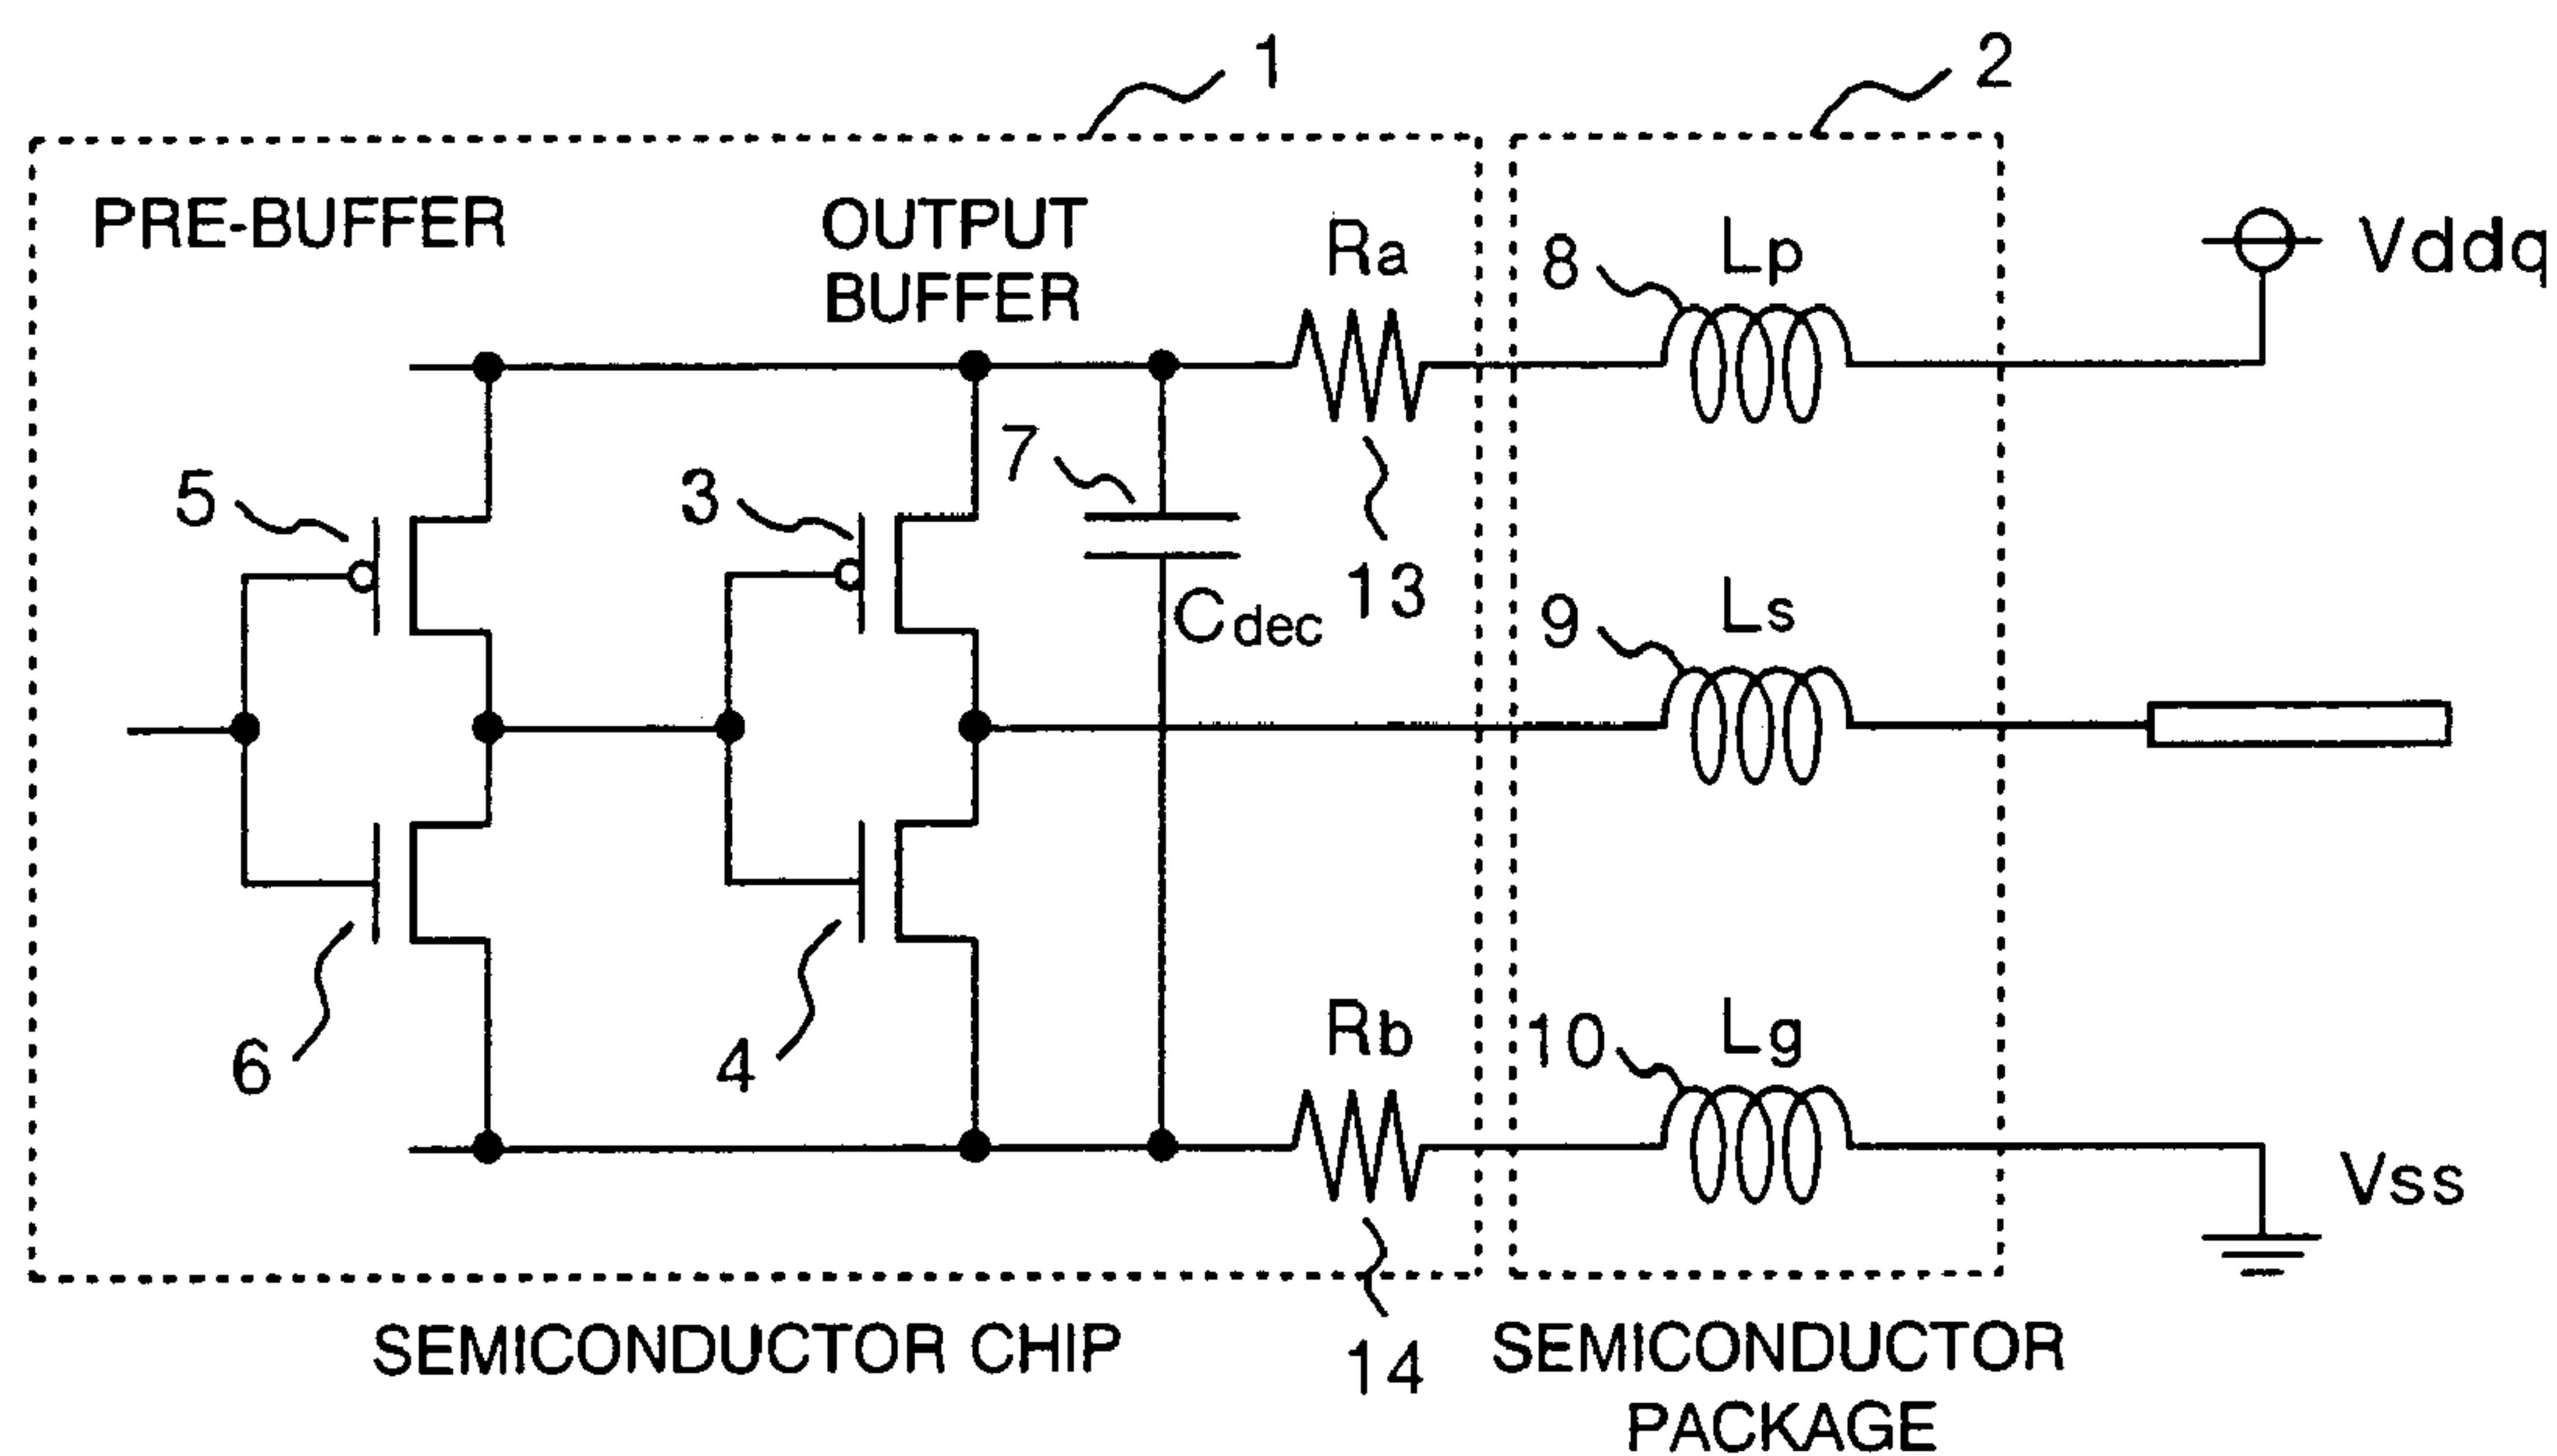 1
2
PRE-BUFFER
OUTPUT
BUFFER
Ra
8
Lp
Vddq
5
3
7
13
Cdec
9
Ls
6
4
Rb
10
Lg
Vss
14
SEMICONDUCTOR CHIP
SEMICONDUCTOR
PACKAGE